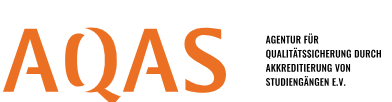 AQAS
AGENTUR FÜR
QUALITÄTSSICHERUNG DURCH
AKKREDITIERUNG VON
STUDIENGÄNGEN E.V.